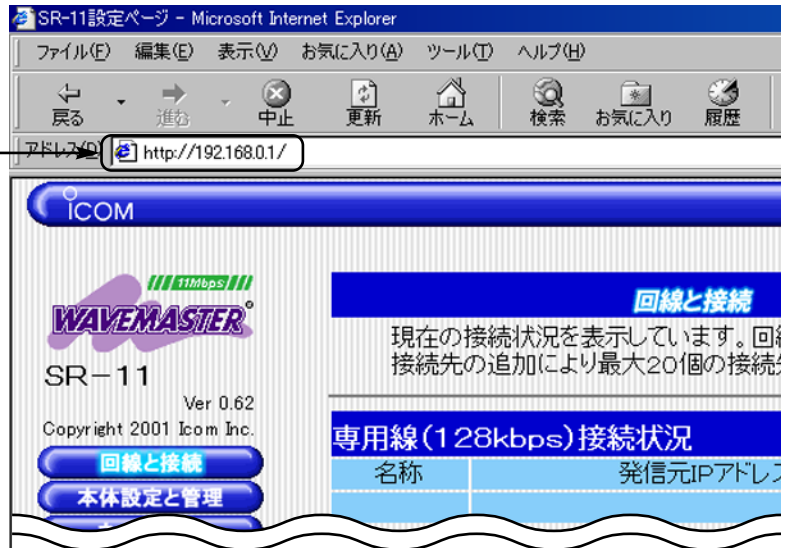 SR-11設定ページ - Microsoft Internet Explorer
ファイル(F) 編集(E) 表示(V) お気に入り(A) ツール(T) ヘルプ(H)
戻る 進む 中止 更新 ホーム 検索 お気に入り 履歴
アドレス(D) http://192.168.0.1/
ICOM
11Mbps
WAVEMASTER®
SR-11
Ver 0.62
Copyright 2001 Icom Inc.
回線と接続
本体設定と管理
回線と接続
現在の接続状況を表示しています。回
接続先の追加により最大20個の接続
専用線(128kbps)接続状況
名称 発信元IPアドレ